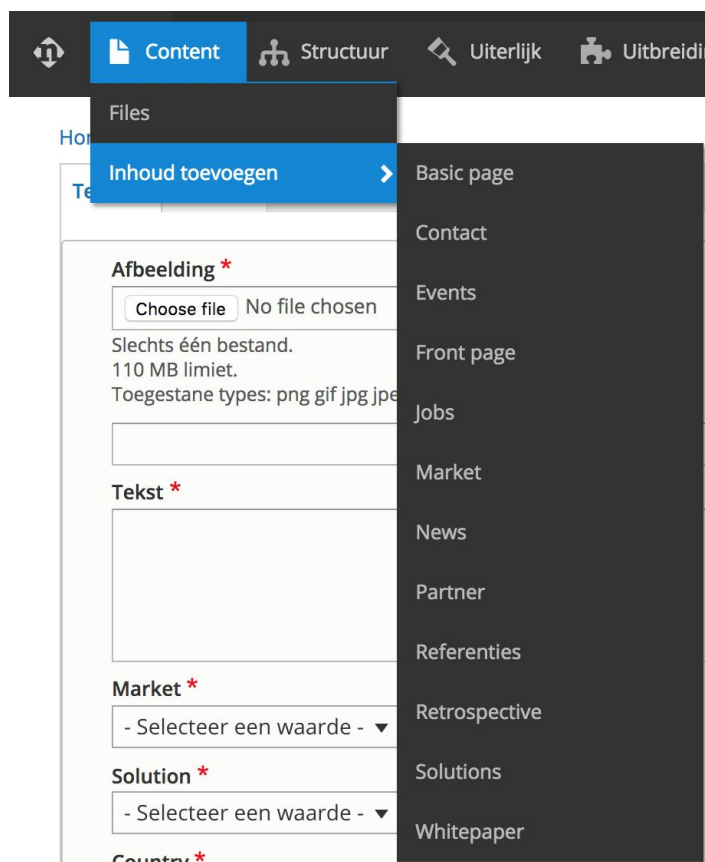 Content
Structuur
Uiterlijk
Files
Inhoud toevoegen
Basic page
Contact
Events
Front page
Jobs
Market
News
Partner
Referenties
Retrospective
Solutions
Whitepaper
Afbeelding *
Choose file No file chosen
Slechts één bestand.
110 MB limiet.
Toegestane types: png gif jpg
Tekst *
Market *
- Selecteer een waarde -
Solution *
- Selecteer een waarde -
Country *